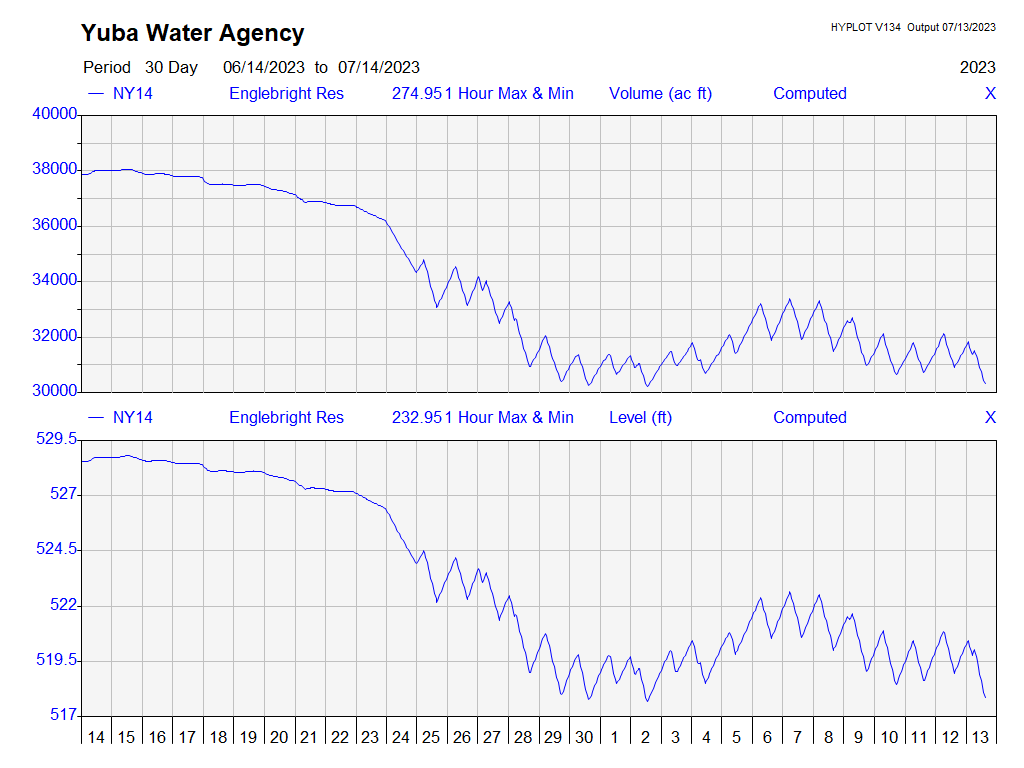 Yuba Water Agency
HYPLOT V134 Output 07/13/2023
Period 30 Day 06/14/2023 to 07/14/2023 2023
NY14 Englebright Res 274.951 Hour Max & Min Volume (ac ft) Computed X
40000
38000
36000
34000
32000
30000
NY14 Englebright Res 232.951 Hour Max & Min Level (ft) Computed X
529.5
527
524.5
522
519.5
517
14 15 16 17 18 19 20 21 22 23 24 25 26 27 28 29 30 1 2 3 4 5 6 7 8 9 10 11 12 13